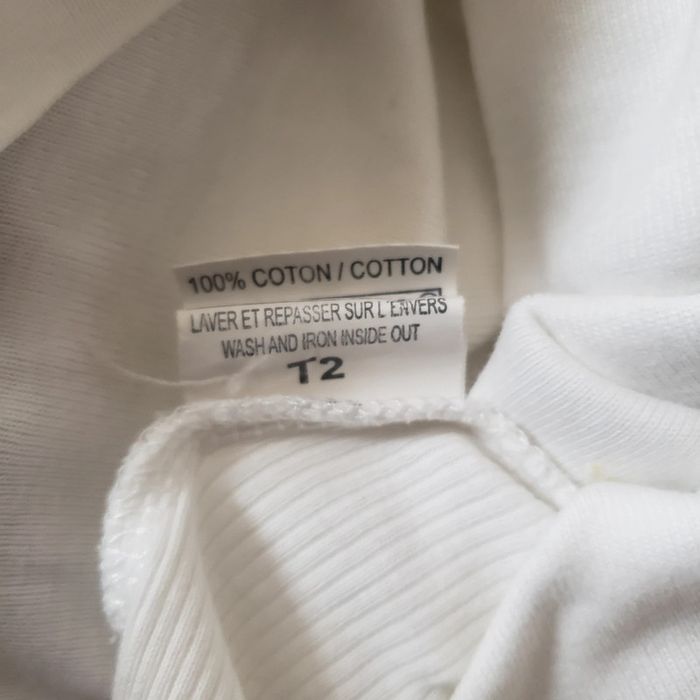 100% COTON / COTTON
LAVER ET REPASSER SUR L'ENVERS
WASH AND IRON INSIDE OUT
T2